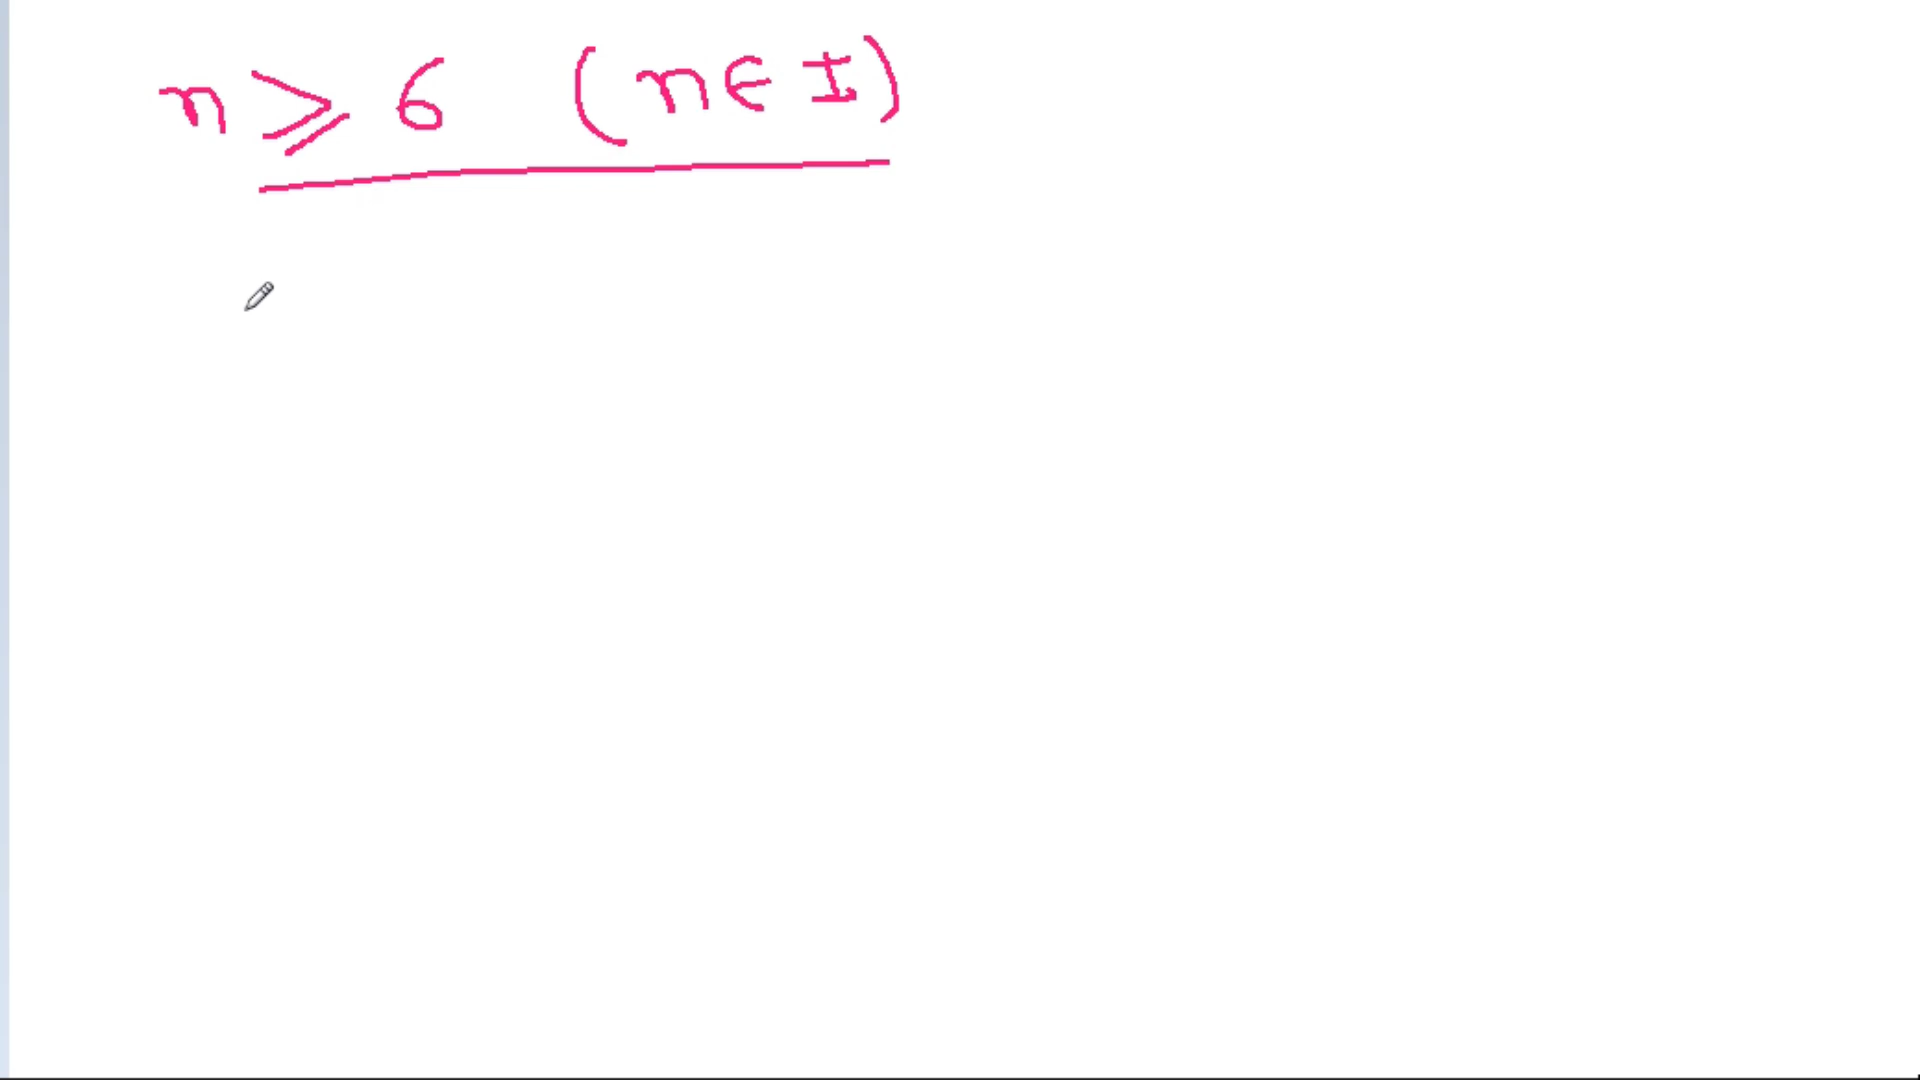 n ⩾ 6 (n ∈ I)